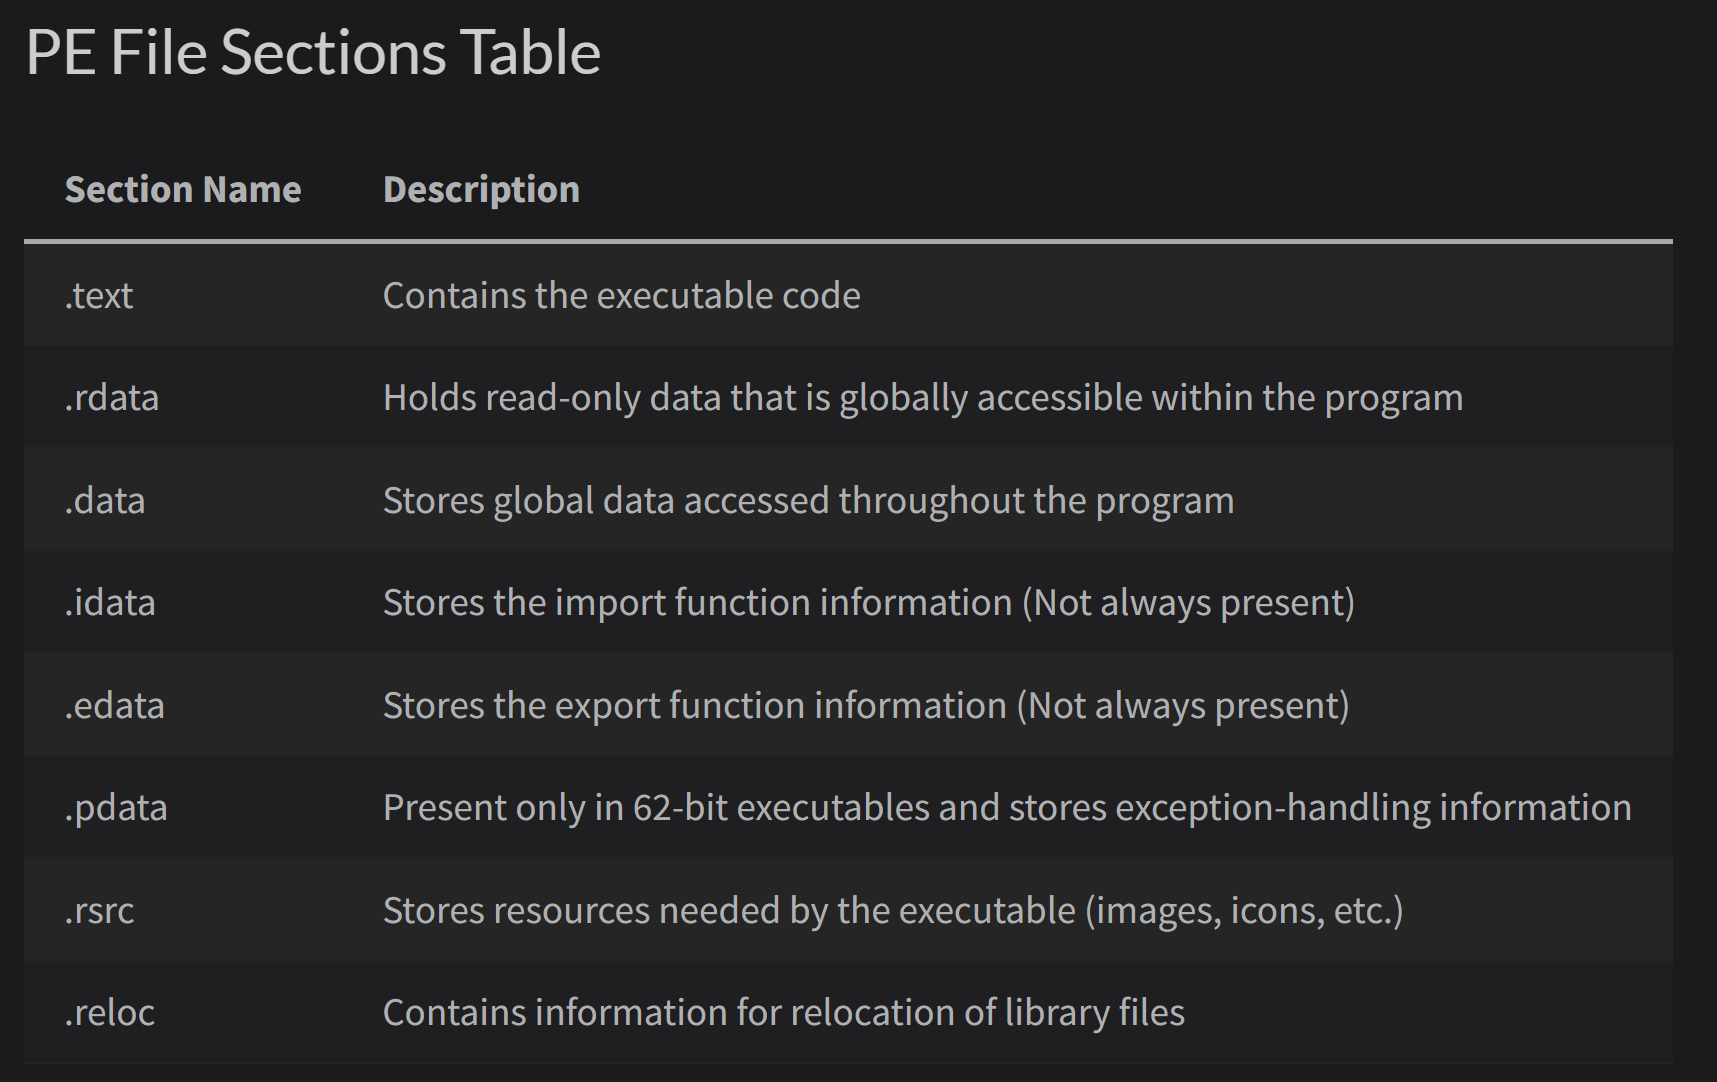 PE File Sections Table
Section Name Description
.text Contains the executable code
.rdata Holds read-only data that is globally accessible within the program
.data Stores global data accessed throughout the program
.idata Stores the import function information (Not always present)
.edata Stores the export function information (Not always present)
.pdata Present only in 62-bit executables and stores exception-handling information
.rsrc Stores resources needed by the executable (images, icons, etc.)
.reloc Contains information for relocation of library files